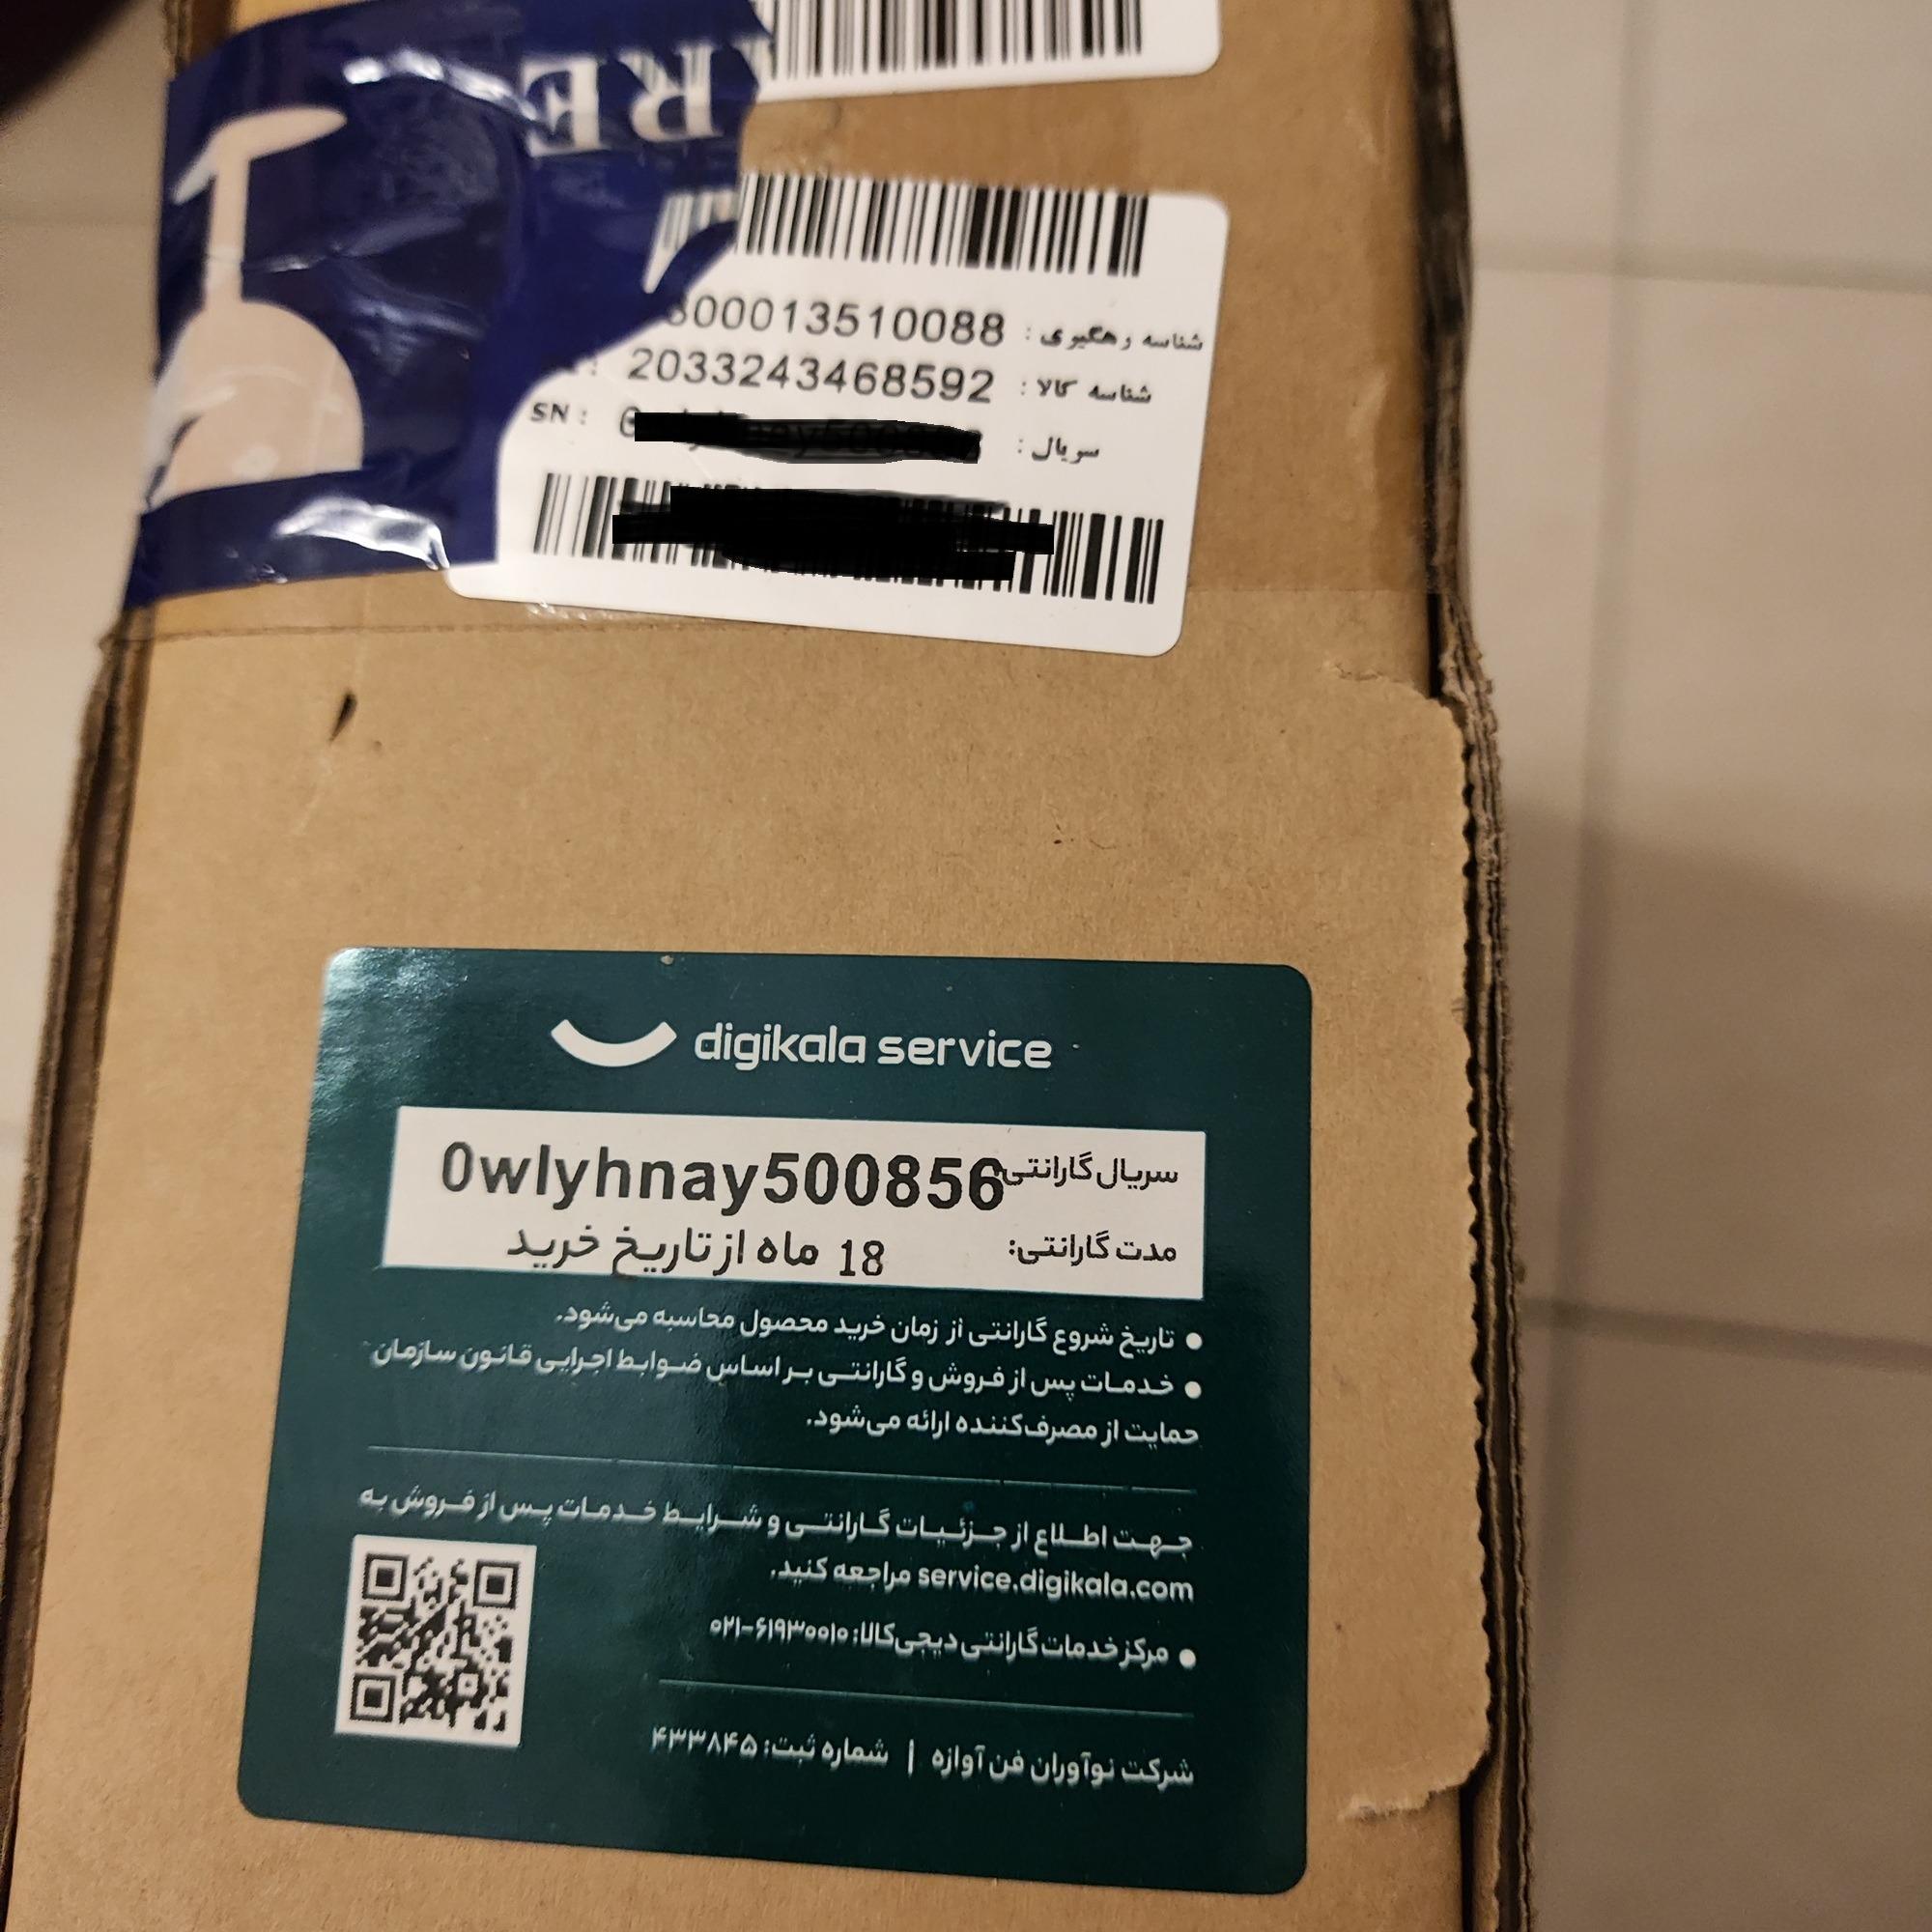 RE
شناسه رهگیری : 00013510088
شناسه کالا : 2033243468592
سریال : SN :
digikala service
سریال گارانتی: 0wlyhnay500856
مدت گارانتی: 18 ماه از تاریخ خرید
● تاریخ شروع گارانتی از زمان خرید محصول محاسبه می‌شود.
● خدمات پس از فروش و گارانتی بر اساس ضوابط اجرایی قانون سازمان
حمایت از مصرف‌کننده ارائه می‌شود.
جهت اطلاع از جزئیات گارانتی و شرایط خدمات پس از فروش به
service.digikala.com مراجعه کنید.
● مرکز خدمات گارانتی دیجی‌کالا: ۰۲۱-۶۱۹۳۰۰۱۰
شرکت نوآوران فن آوازه | شماره ثبت: ۴۳۳۸۴۵